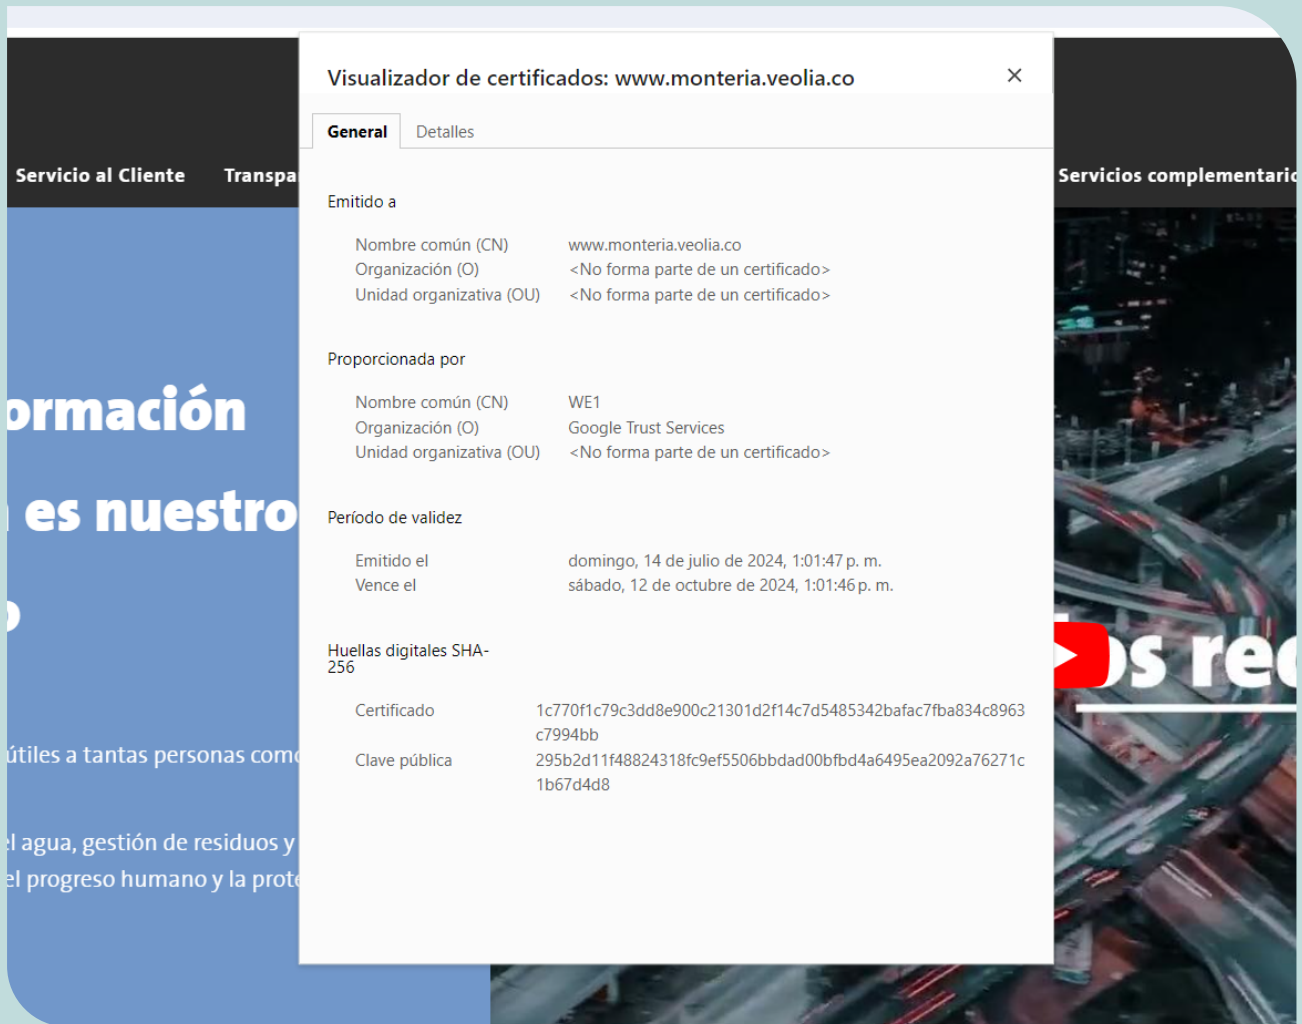 Visualizador de certificados: www.monteria.veolia.co
General Detalles
Servicio al Cliente
Servicios complementario
Emitido a
Nombre común (CN) www.monteria.veolia.co
Organización (O) <No forma parte de un certificado>
Unidad organizativa (OU) <No forma parte de un certificado>
Proporcionada por
Nombre común (CN) WE1
Organización (O) Google Trust Services
Unidad organizativa (OU) <No forma parte de un certificado>
Período de validez
Emitido el domingo, 14 de julio de 2024, 1:01:47 p. m.
Vence el sábado, 12 de octubre de 2024, 1:01:46 p. m.
Huellas digitales SHA-
256
Certificado 1c770f1c79c3dd8e900c21301d2f14c7d5485342bafac7fba834c8963
c7994bb
Clave pública 295b2d11f48824318fc9ef5506bbdad00bfbd4a6495ea2092a76271c
1b67d4d8
ormación
es nuestro
útiles a tantas personas como
el agua, gestión de residuos y
el progreso humano y la prote
os rec